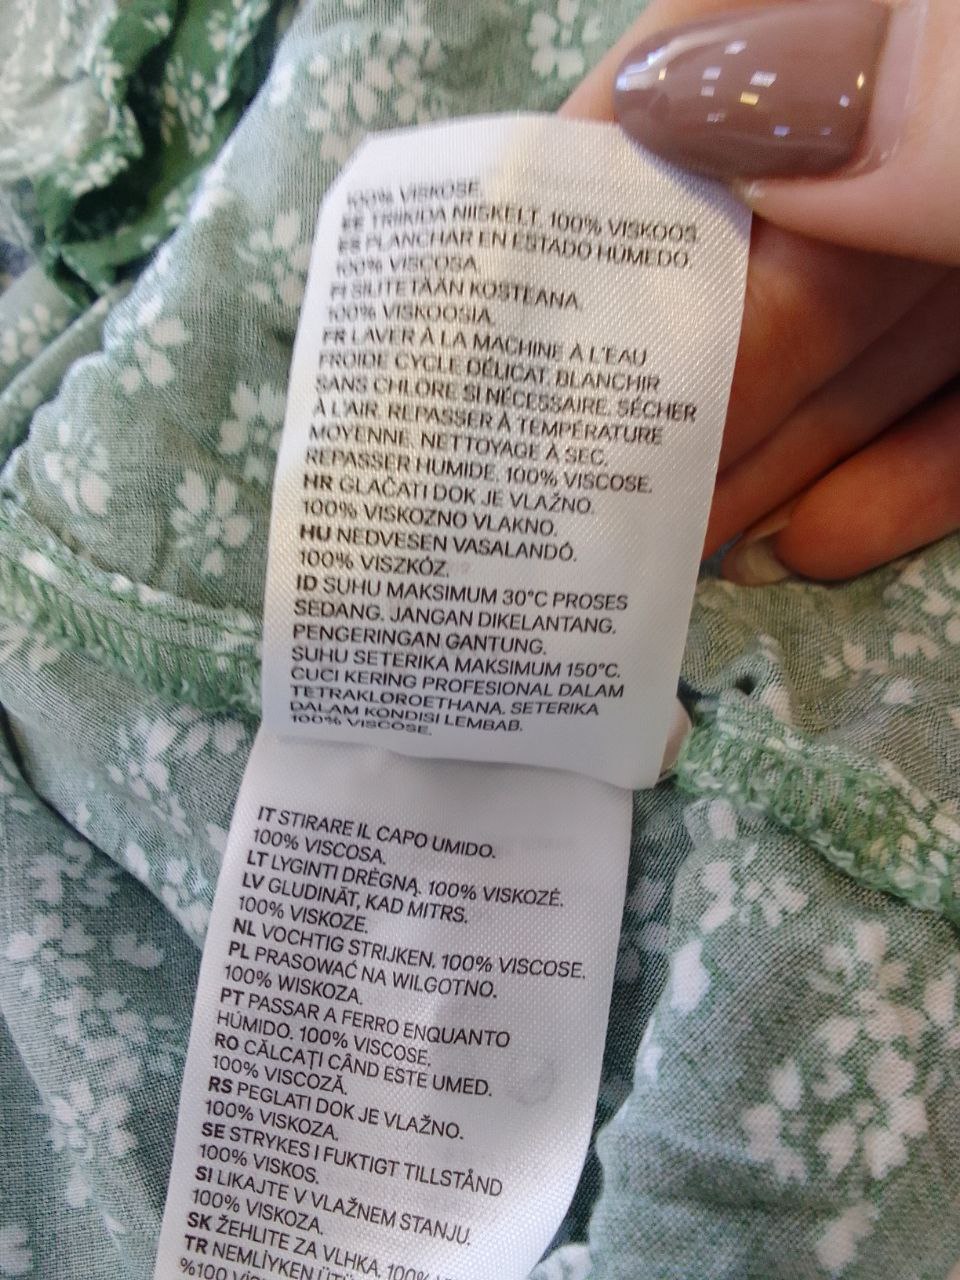 100% VISKOSE.
EE TRIIKIDA NIISKELT. 100% VISKOOS.
ES PLANCHAR EN ESTADO HÚMEDO.
100% VISCOSA.
FI SILITETÄÄN KOSTEANA.
100% VISKOOSIA.
FR LAVER À LA MACHINE À L'EAU
FROIDE CYCLE DÉLICAT. BLANCHIR
SANS CHLORE SI NÉCESSAIRE. SÉCHER
À L'AIR. REPASSER À TEMPÉRATURE
MOYENNE. NETTOYAGE À SEC.
REPASSER HUMIDE. 100% VISCOSE.
HR GLAČATI DOK JE VLAŽNO.
100% VISKOZNO VLAKNO.
HU NEDVESEN VASALANDÓ.
100% VISZKÓZ.
ID SUHU MAKSIMUM 30°C PROSES
SEDANG. JANGAN DIKELANTANG.
PENGERINGAN GANTUNG.
SUHU SETERIKA MAKSIMUM 150°C.
CUCI KERING PROFESIONAL DALAM
TETRAKLOROETHANA. SETERIKA
DALAM KONDISI LEMBAB.
100% VISCOSE.
IT STIRARE IL CAPO UMIDO.
100% VISCOSA.
LT LYGINTI DRĖGNĄ. 100% VISKOZĖ.
LV GLUDINĀT, KAD MITRS.
100% VISKOZE.
NL VOCHTIG STRIJKEN. 100% VISCOSE.
PL PRASOWAĆ NA WILGOTNO.
100% WISKOZA.
PT PASSAR A FERRO ENQUANTO
HÚMIDO. 100% VISCOSE.
RO CĂLCAȚI CÂND ESTE UMED.
100% VISCOZĂ.
RS PEGLATI DOK JE VLAŽNO.
100% VISKOZA.
SE STRYKES I FUKTIGT TILLSTÅND
100% VISKOS.
SI LIKAJTE V VLAŽNEM STANJU.
100% VISKOZA.
SK ŽEHLITE ZA VLHKA. 100%
TR NEMLİYKEN
%100